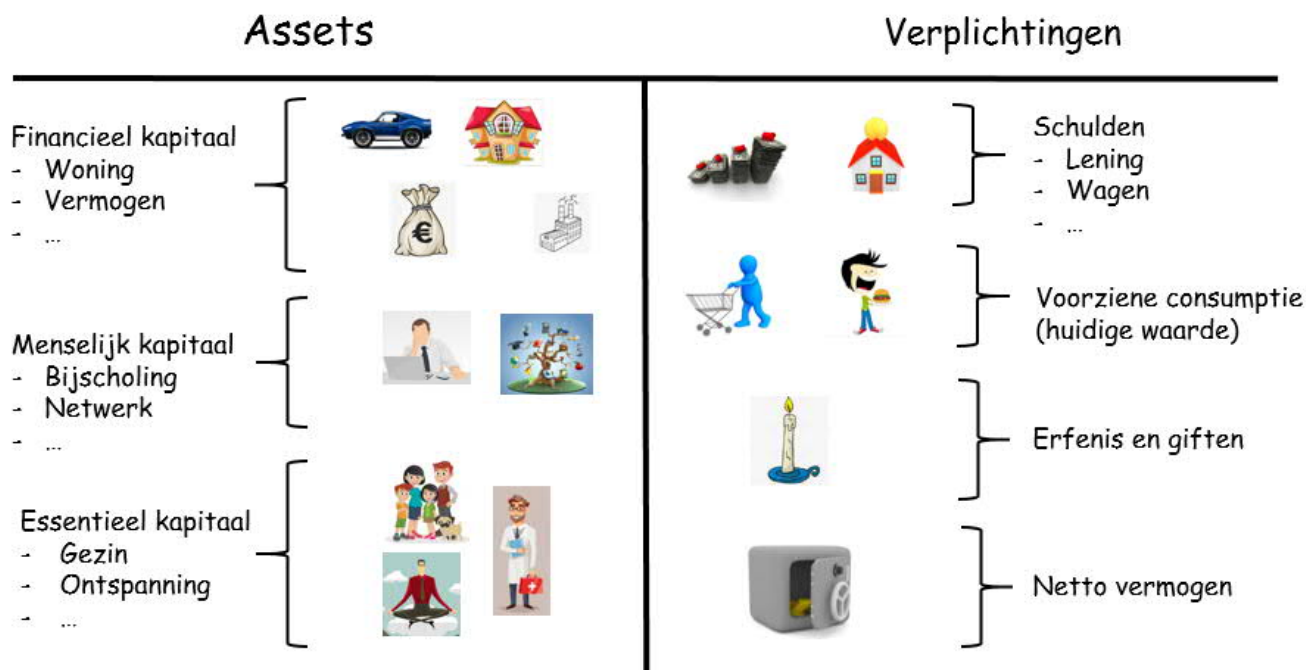 Assets
Verplichtingen
Financieel kapitaal
- Woning
- Vermogen
- ...
€
Menselijk kapitaal
- Bijscholing
- Netwerk
- ...
Essentieel kapitaal
- Gezin
- Ontspanning
- ...
Schulden
- Lening
- Wagen
- ...
Voorziene consumptie
(huidige waarde)
Erfenis en giften
Netto vermogen